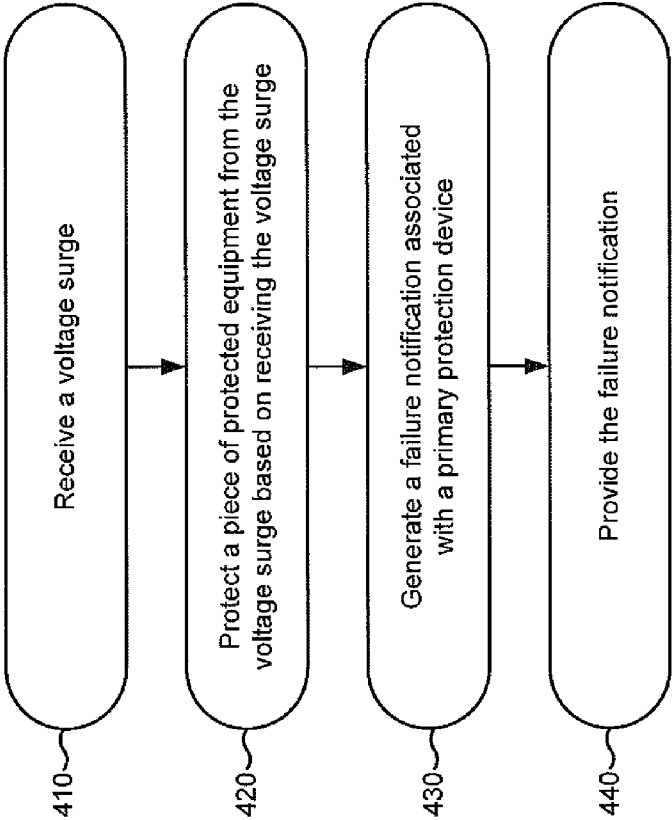 410
Receive a voltage surge
420
Protect a piece of protected equipment from the
voltage surge based on receiving the voltage surge
430
Generate a failure notification associated
with a primary protection device
440
Provide the failure notification